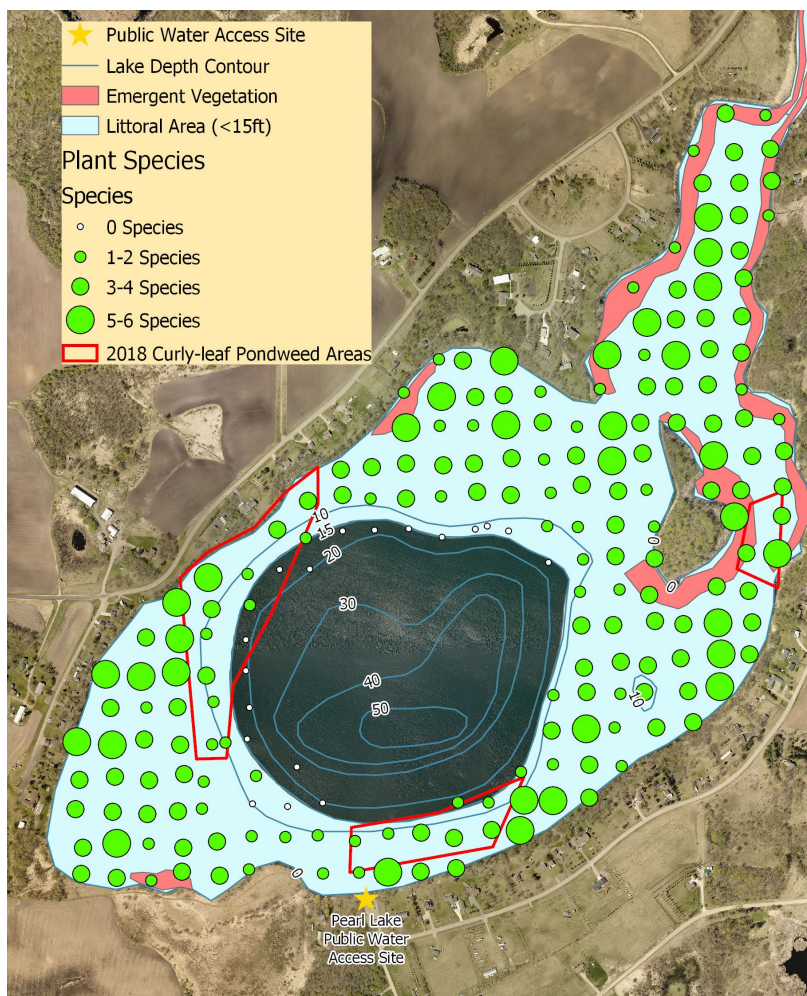 Public Water Access Site
Lake Depth Contour
Emergent Vegetation
Littoral Area (<15ft)
Plant Species
Species
0 Species
1-2 Species
3-4 Species
5-6 Species
2018 Curly-leaf Pondweed Areas
10
15
20
30
40
50
0
0
10
0
Pearl Lake
Public Water
Access Site